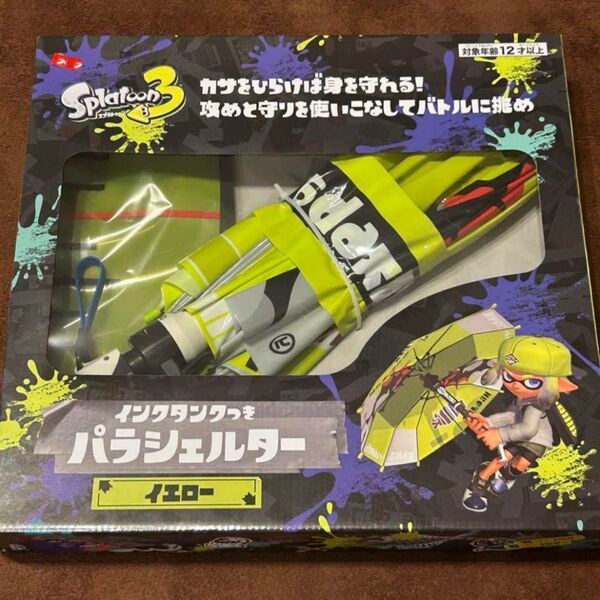 対象年齢12才以上
Splatoon3
スプラトゥーン3
カサをひらけば身を守れる!
攻めと守りを使いこなしてバトルに挑め
インクタンクつき
パラシェルター
イエロー